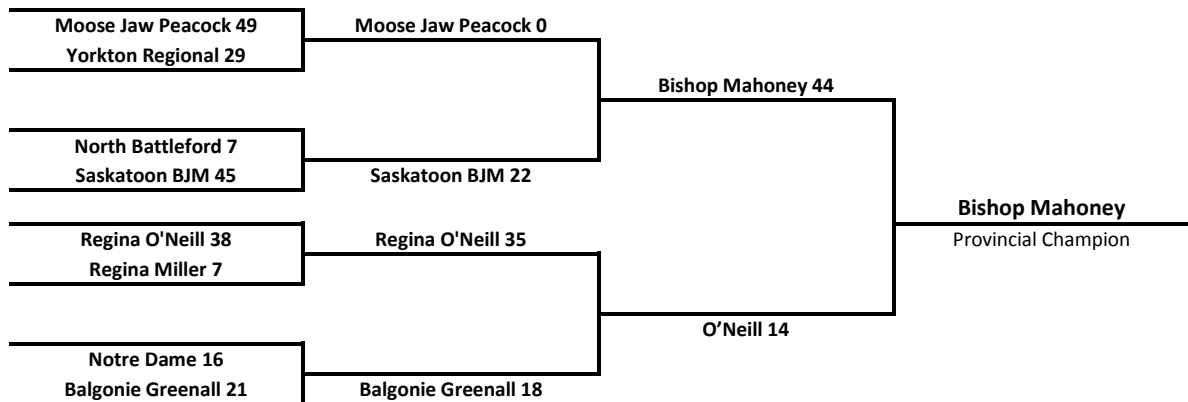 Moose Jaw Peacock 49
Yorkton Regional 29
North Battleford 7
Saskatoon BJM 45
Regina O'Neill 38
Regina Miller 7
Notre Dame 16
Balgonie Greenall 21
Moose Jaw Peacock 0
Saskatoon BJM 22
Regina O'Neill 35
Balgonie Greenall 18
Bishop Mahoney 44
O’Neill 14
Bishop Mahoney
Provincial Champion